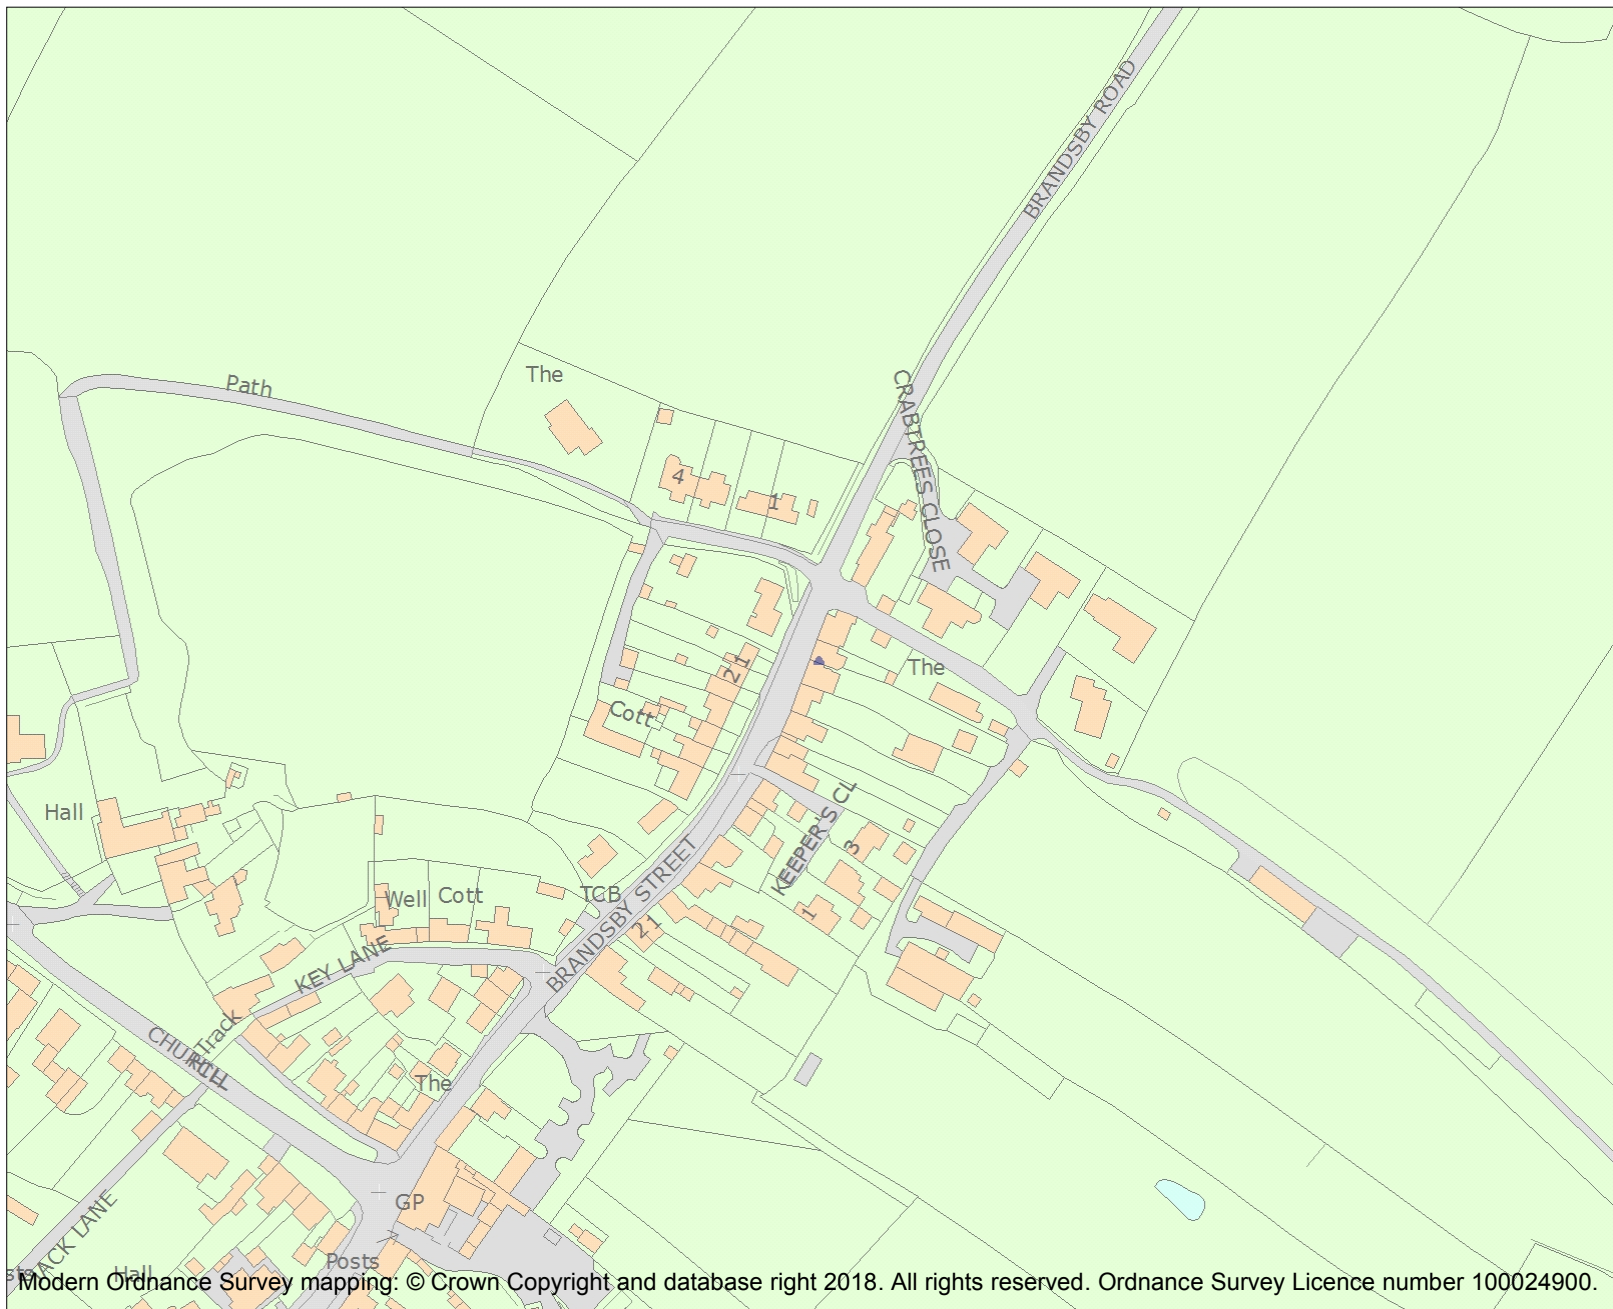 BRANDSBY ROAD
The
Path
CRABTREES CLOSE
4
1
21
The
Cott
Hall
KEEPER'S CL
3
1
TCB
BRANDSBY STREET
21
Well
Cott
KEY LANE
Track
CHURCH
HILL
The
GP
Posts
Hall
Modern Ordnance Survey mapping: © Crown Copyright and database right 2018. All rights reserved. Ordnance Survey Licence number 100024900.